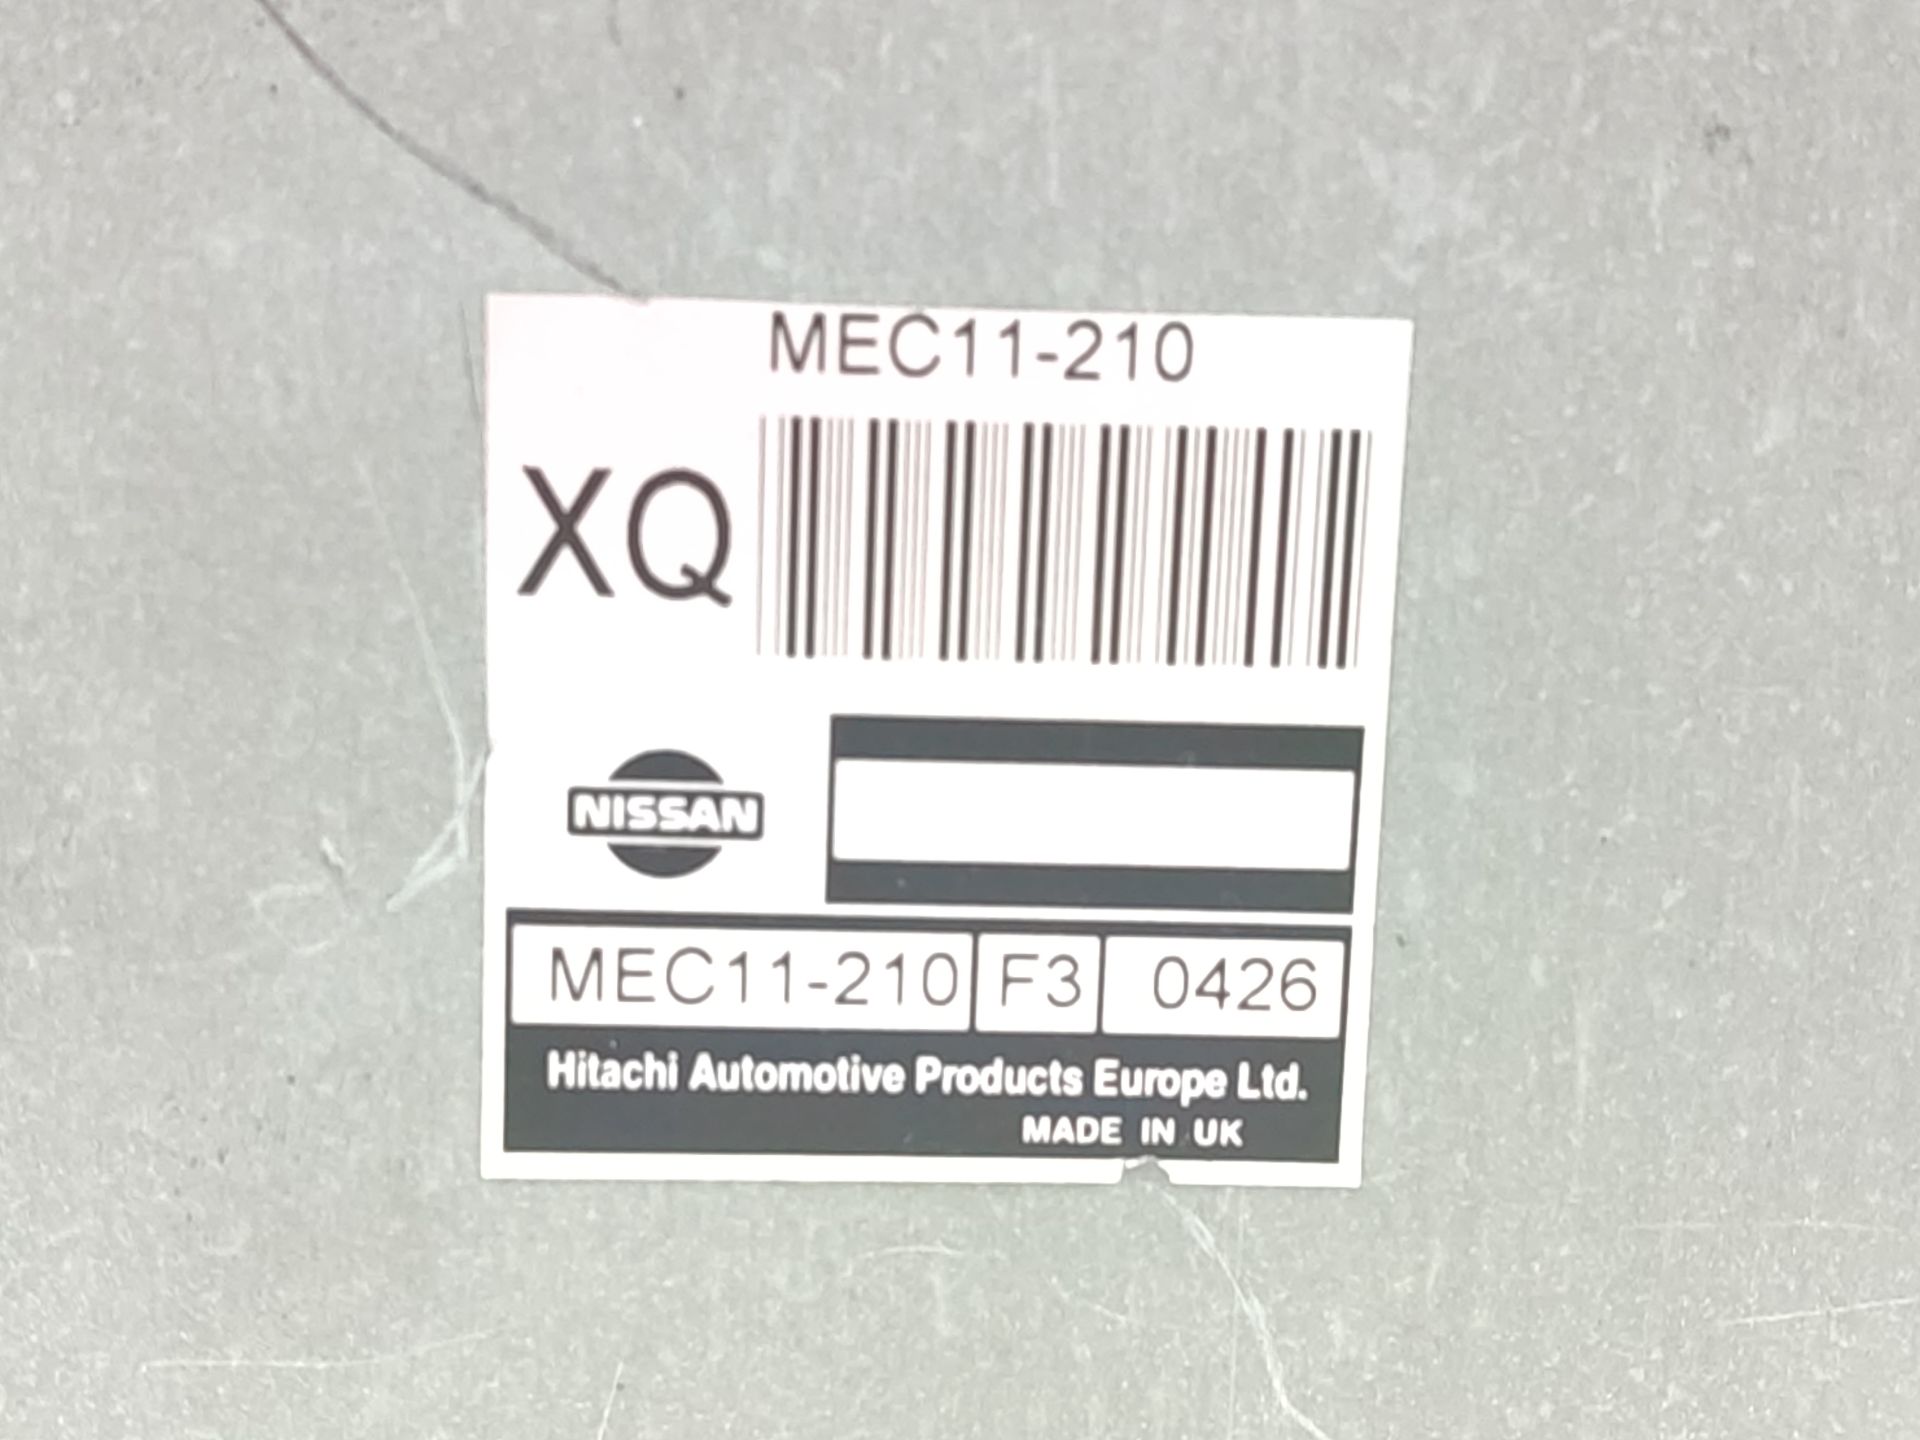 MEC11-210
XQ
NISSAN
MEC11-210 F3 0426
Hitachi Automotive Products Europe Ltd.
MADE IN UK